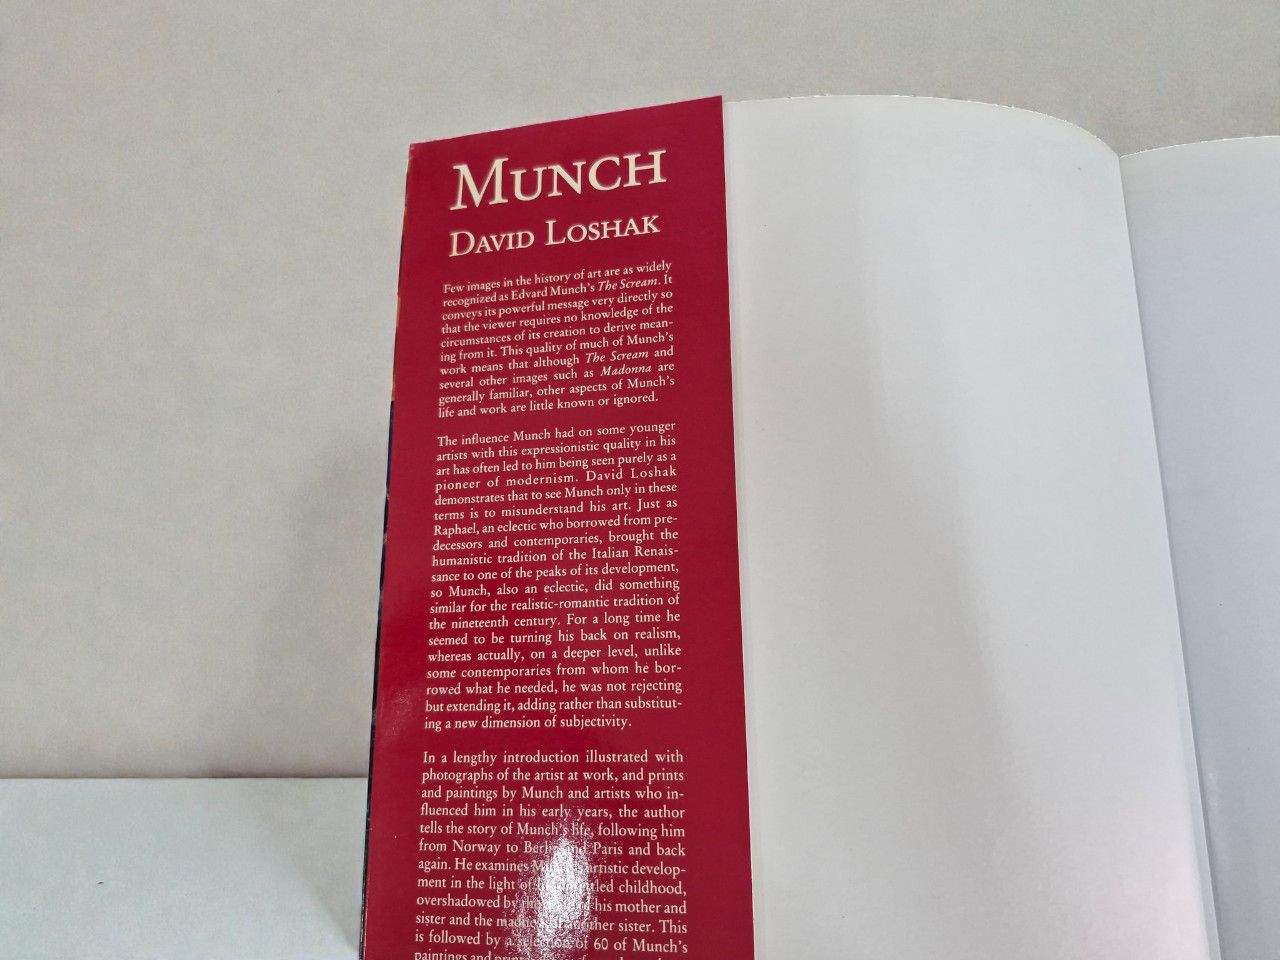 MUNCH
DAVID LOSHAK
Few images in the history of art are as widely
recognized as Edvard Munch's The Scream. It
conveys its powerful message very directly so
that the viewer requires no knowledge of the
circumstances of its creation to derive mean-
ing from it. This quality of much of Munch's
work means that although The Scream and
several other images such as Madonna are
generally familiar, other aspects of Munch's
life and work are little known or ignored.
The influence Munch had on some younger
artists with this expressionistic quality in his
art has often led to him being seen purely as a
pioneer of modernism. David Loshak
demonstrates that to see Munch only in these
terms is to misunderstand his art. Just as
Raphael, an eclectic who borrowed from pre-
decessors and contemporaries, brought the
humanistic tradition of the Italian Renais-
sance to one of the peaks of its development,
so Munch, also an eclectic, did something
similar for the realistic-romantic tradition of
the nineteenth century. For a long time he
seemed to be turning his back on realism,
whereas actually, on a deeper level, unlike
some contemporaries from whom he bor-
rowed what he needed, he was not rejecting
but extending it, adding rather than substitut-
ing a new dimension of subjectivity.
In a lengthy introduction illustrated with
photographs of the artist at work, and prints
and paintings by Munch and artists who in-
fluenced him in his early years, the author
tells the story of Munch's life, following him
from Norway to Berlin and Paris and back
again. He examines artistic develop-
ment in the light of childhood,
overshadowed by his mother and
sister and the another sister. This
is followed by a selection of 60 of Munch's
paintings and